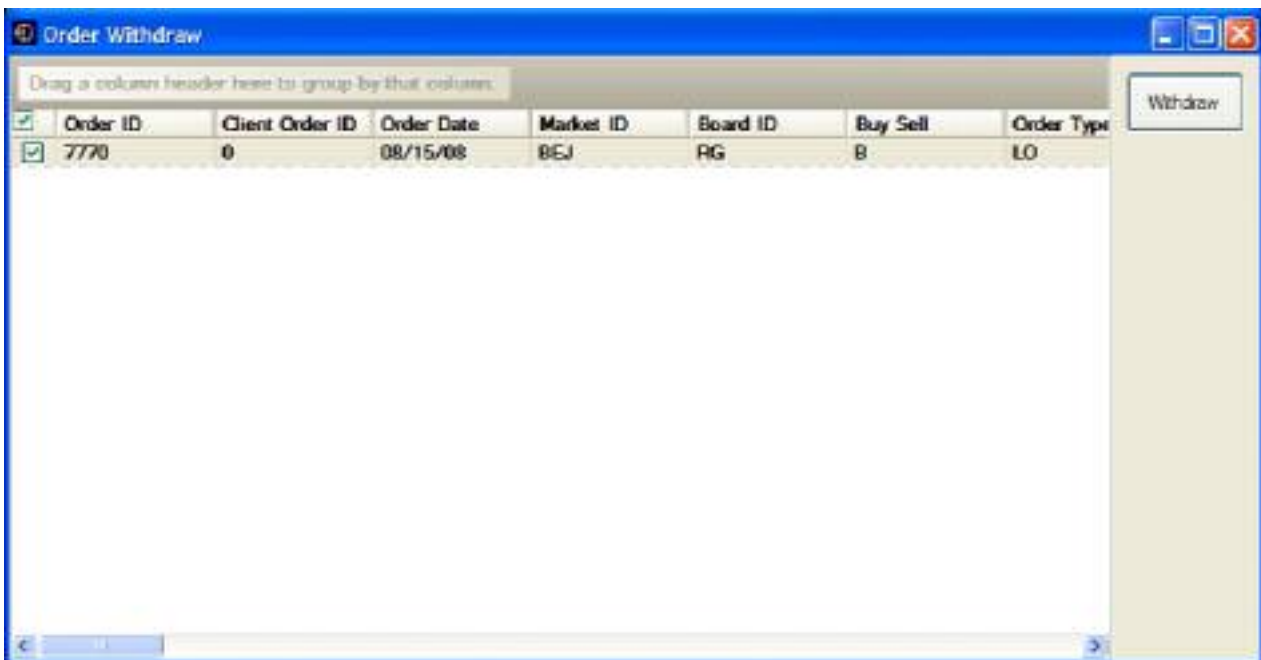 Order Withdraw
Drag a column header here to group by that column.
Withdraw
Order ID Client Order ID Order Date Market ID Board ID Buy Sell Order Type
7770 0 08/15/08 BEJ RG B LO